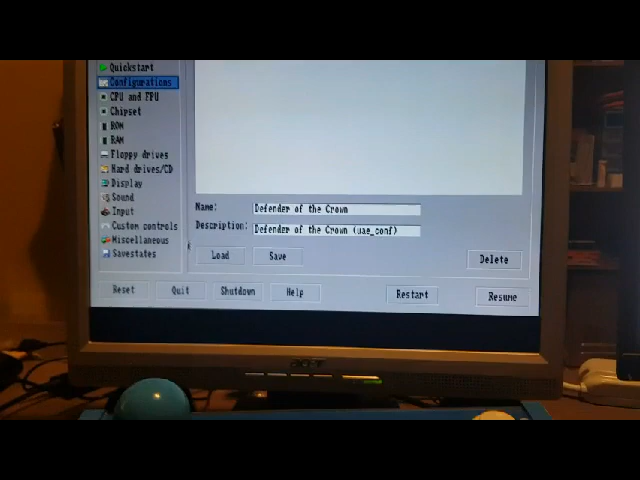 Quickstart
Configurations
CPU and FPU
Chipset
ROM
RAM
Floppy drives
Hard drives/CD
Display
Sound
Input
Custom controls
Miscellaneous
Savestates
Name: Defender of the Crown
Description: Defender of the Crown (uae_conf)
Load Save Delete
Reset Quit Shutdown Help Restart Resume
acer